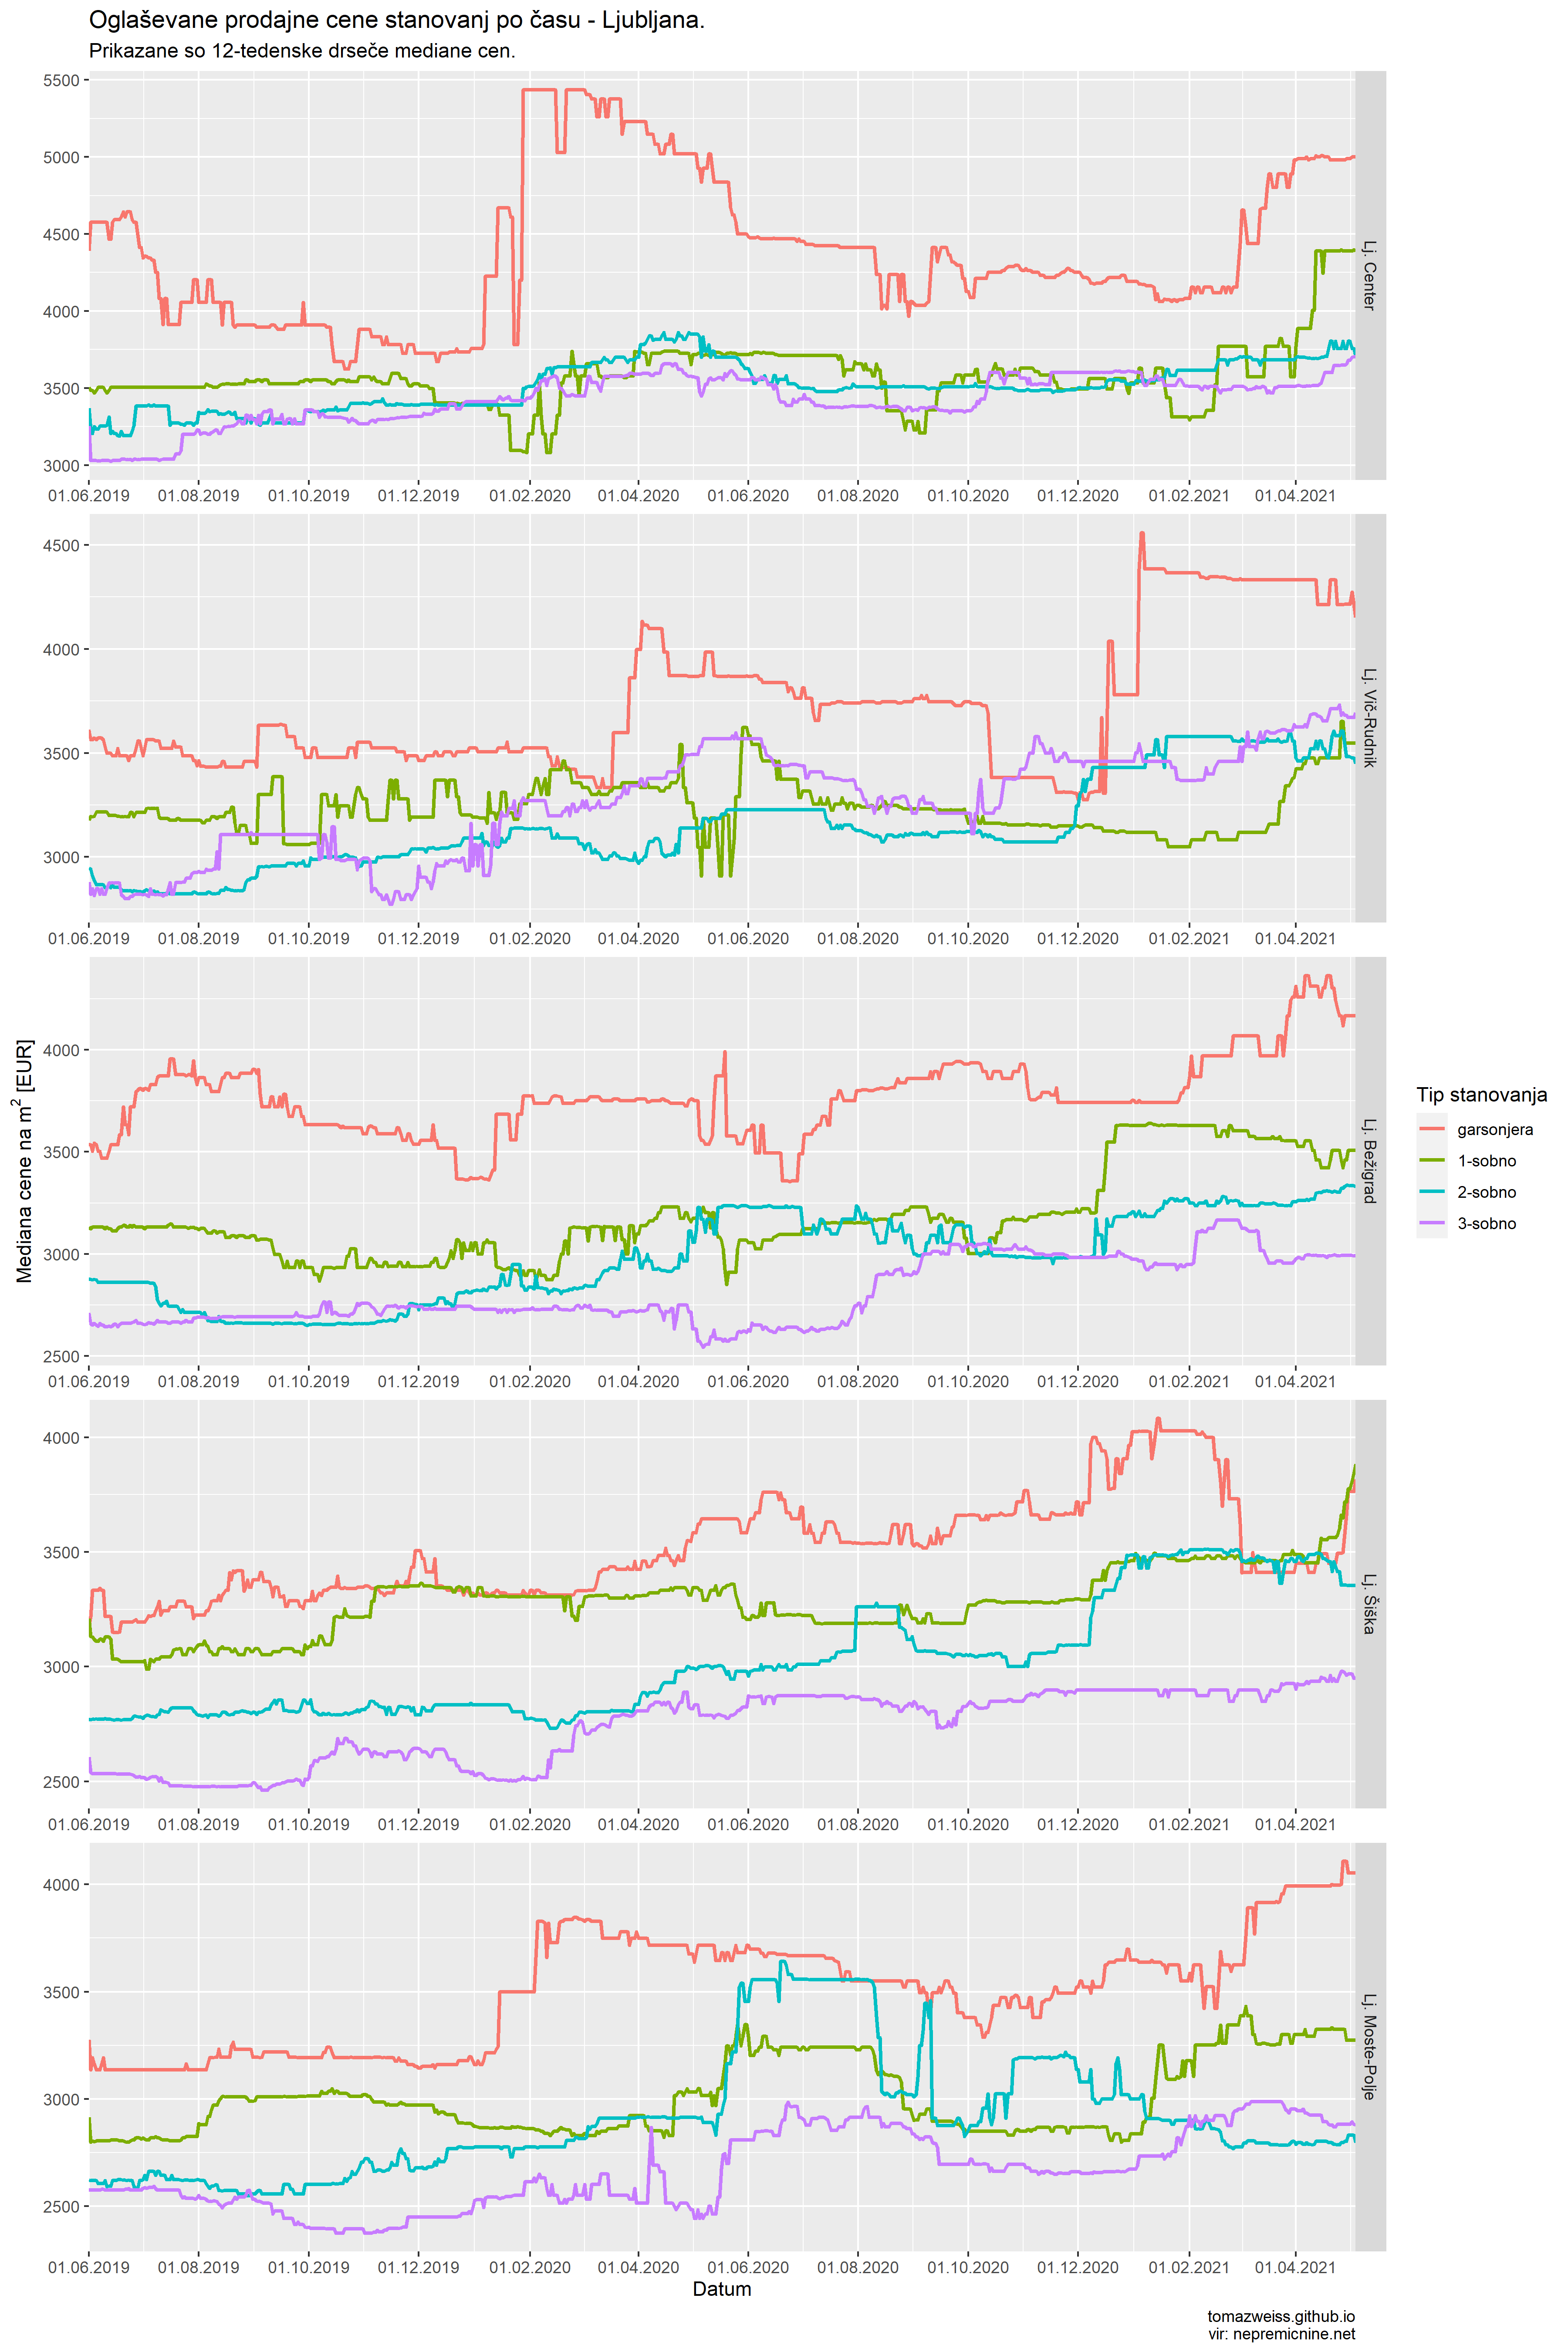 Oglaševane prodajne cene stanovanj po času - Ljubljana.
Prikazane so 12-tedenske drseče mediane cen.
5500
5000
4500
4000
3500
3000
Lj. Center
01.06.2019 01.08.2019 01.10.2019 01.12.2019 01.02.2020 01.04.2020 01.06.2020 01.08.2020 01.10.2020 01.12.2020 01.02.2021 01.04.2021
4500
4000
3500
3000
Lj. Vič-Rudnik
01.06.2019 01.08.2019 01.10.2019 01.12.2019 01.02.2020 01.04.2020 01.06.2020 01.08.2020 01.10.2020 01.12.2020 01.02.2021 01.04.2021
Mediana cene na m² [EUR]
4000
3500
3000
2500
Lj. Bežigrad
01.06.2019 01.08.2019 01.10.2019 01.12.2019 01.02.2020 01.04.2020 01.06.2020 01.08.2020 01.10.2020 01.12.2020 01.02.2021 01.04.2021
Tip stanovanja
garsonjera
1-sobno
2-sobno
3-sobno
4000
3500
3000
2500
Lj. Šiška
01.06.2019 01.08.2019 01.10.2019 01.12.2019 01.02.2020 01.04.2020 01.06.2020 01.08.2020 01.10.2020 01.12.2020 01.02.2021 01.04.2021
4000
3500
3000
2500
Lj. Moste-Polje
01.06.2019 01.08.2019 01.10.2019 01.12.2019 01.02.2020 01.04.2020 01.06.2020 01.08.2020 01.10.2020 01.12.2020 01.02.2021 01.04.2021
Datum
tomazweiss.github.io
vir: nepremicnine.net